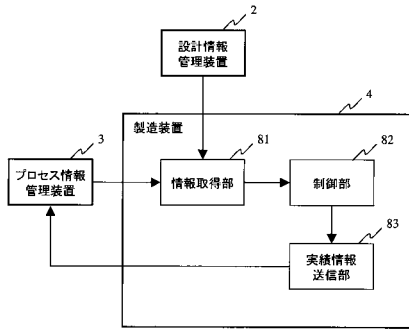 2
設計情報
管理装置
4
製造装置
3
プロセス情報
管理装置
81
情報取得部
82
制御部
83
実績情報
送信部